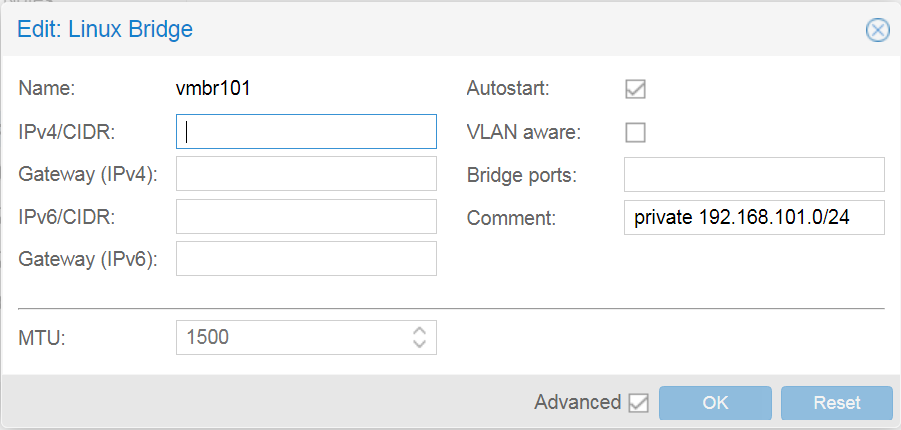 Edit: Linux Bridge
Name: vmbr101
Autostart:
IPv4/CIDR:
VLAN aware:
Gateway (IPv4):
Bridge ports:
IPv6/CIDR:
Comment: private 192.168.101.0/24
Gateway (IPv6):
MTU: 1500
Advanced OK Reset